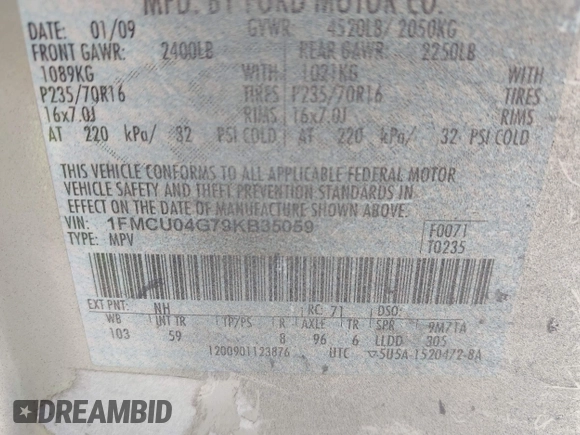 MFD. BY FORD MOTOR CO.
DATE: 01/09 GVWR: 4520LB/ 2050KG
FRONT GAWR: 2400LB REAR GAWR: 2250LB
1089KG WITH 1021KG WITH
P235/70R16 TIRES P235/70R16 TIRES
16x7.0J RIMS 16x7.0J RIMS
AT 220 kPa/ 32 PSI COLD AT 220 kPa/ 32 PSI COLD
THIS VEHICLE CONFORMS TO ALL APPLICABLE FEDERAL MOTOR
VEHICLE SAFETY AND THEFT PREVENTION STANDARDS IN
EFFECT ON THE DATE OF MANUFACTURE SHOWN ABOVE.
VIN: 1FMCU04G79KB35059 F0071
TYPE: MPV T0235
EXT PNT: NH RC: 71 DSO:
WB INT TR TP/PS R AXLE TR SPR 9M7TA
103 59 8 96 6 LLDD 305
1200901123876 UTC 5U5A-1520472-BA
DREAMBID